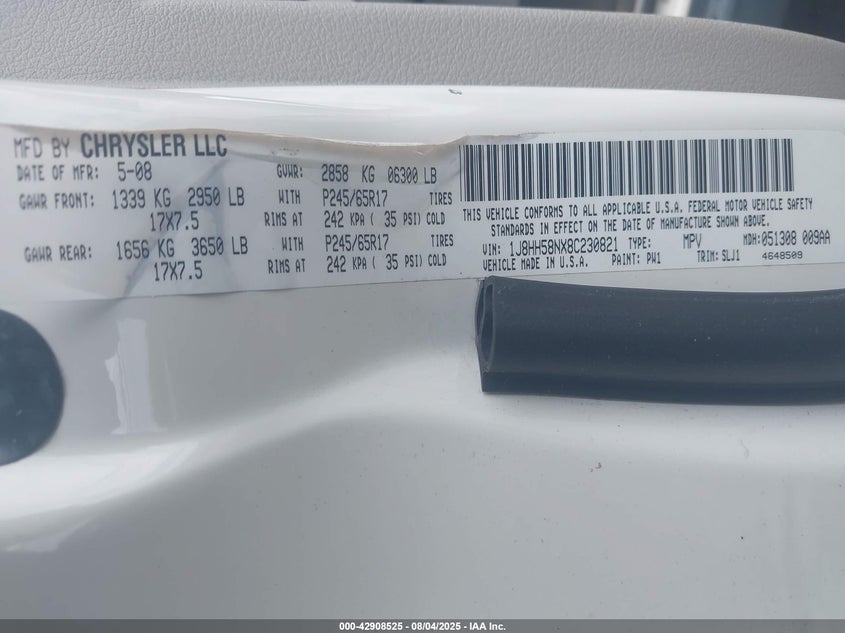 MFD BY CHRYSLER LLC
DATE OF MFR: 5-08 GVWR: 2858 KG 06300 LB
GAWR FRONT: 1339 KG 2950 LB WITH P245/65R17 TIRES
17X7.5 RIMS AT 242 KPA ( 35 PSI) COLD
GAWR REAR: 1656 KG 3650 LB WITH P245/65R17 TIRES
17X7.5 RIMS AT 242 KPA ( 35 PSI) COLD
THIS VEHICLE CONFORMS TO ALL APPLICABLE U.S.A. FEDERAL MOTOR VEHICLE SAFETY
STANDARDS IN EFFECT ON THE DATE OF MANUFACTURE SHOWN ABOVE.
VIN: 1J8HH58NX8C230821 TYPE: MPV MDH:051308 009AA
VEHICLE MADE IN U.S.A. PAINT: PW1 TRIM: SLJ1 4648509
000-42908525 - 08/04/2025 - IAA Inc.